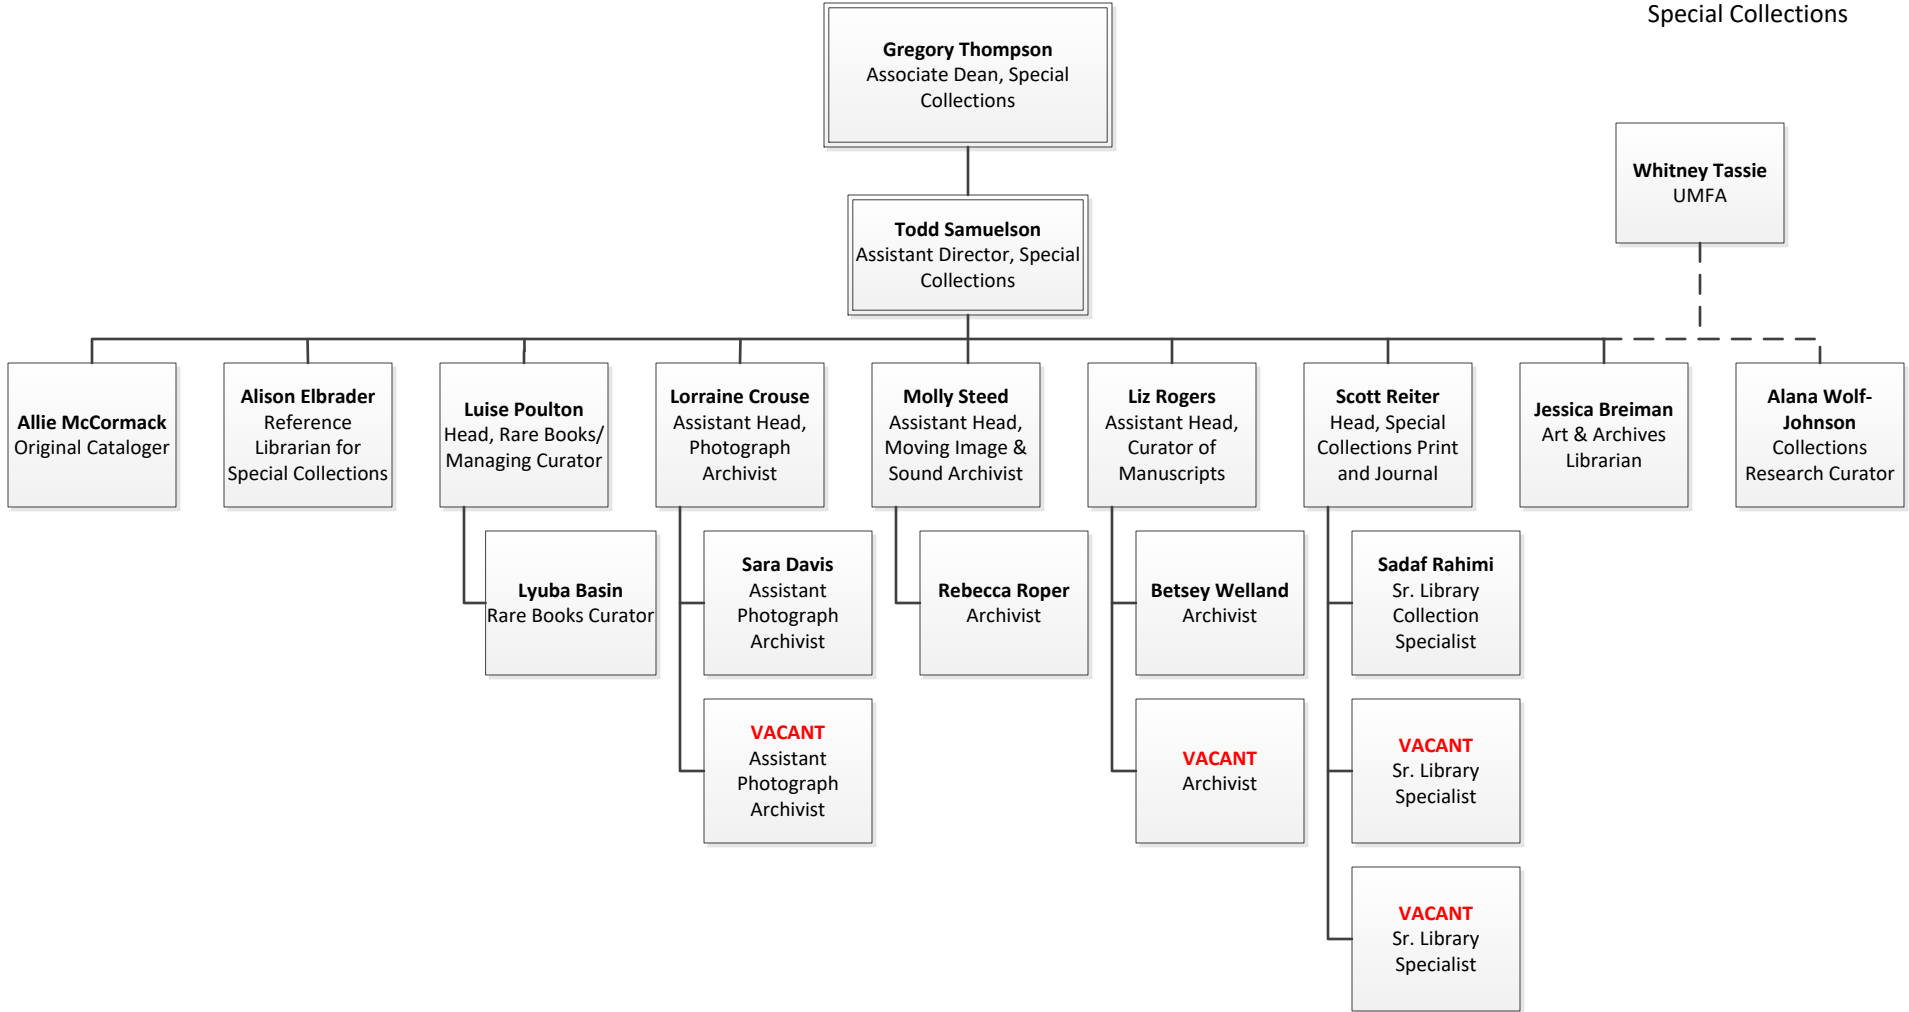 Special Collections
Gregory Thompson
Associate Dean, Special
Collections
Whitney Tassie
UMFA
Todd Samuelson
Assistant Director, Special
Collections
Allie McCormack
Original Cataloger
Alison Elbrader
Reference
Librarian for
Special Collections
Luise Poulton
Head, Rare Books/
Managing Curator
Lorraine Crouse
Assistant Head,
Photograph
Archivist
Molly Steed
Assistant Head,
Moving Image &
Sound Archivist
Liz Rogers
Assistant Head,
Curator of
Manuscripts
Scott Reiter
Head, Special
Collections Print
and Journal
Jessica Breiman
Art & Archives
Librarian
Alana Wolf-
Johnson
Collections
Research Curator
Lyuba Basin
Rare Books Curator
Sara Davis
Assistant
Photograph
Archivist
Rebecca Roper
Archivist
Betsey Welland
Archivist
Sadaf Rahimi
Sr. Library
Collection
Specialist
VACANT
Assistant
Photograph
Archivist
VACANT
Archivist
VACANT
Sr. Library
Specialist
VACANT
Sr. Library
Specialist